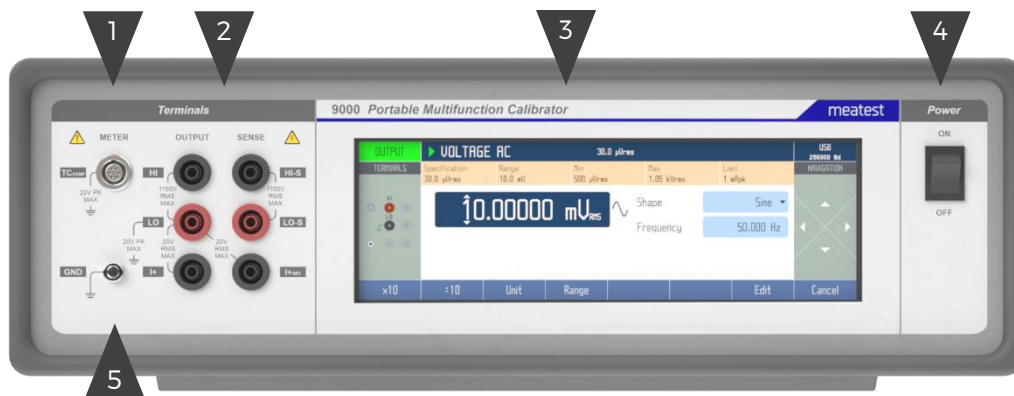 1
2
3
4
Terminals
9000 Portable Multifunction Calibrator
meatest
Power
METER
OUTPUT
SENSE
ON
OUTPUT
VOLTAGE AC
30.0 µVrms
USB
256000 Bd
TERMINALS
Specification
Range
Min
Max
Limit
NAVIGATION
30.0 µVrms
10.0 mV
500 µVrms
1.05 kVrms
1 mApk
TCCOMP
HI
HI-S
20V PK
MAX
1100V
RMS
MAX
1100V
RMS
MAX
HI
LO
10.00000 mVRMS
Shape
Sine
Frequency
50.000 Hz
OFF
LO
LO-S
20V PK
MAX
20V
RMS
MAX
20V
RMS
MAX
GND
I+
x10
:10
Unit
Range
Edit
Cancel
5